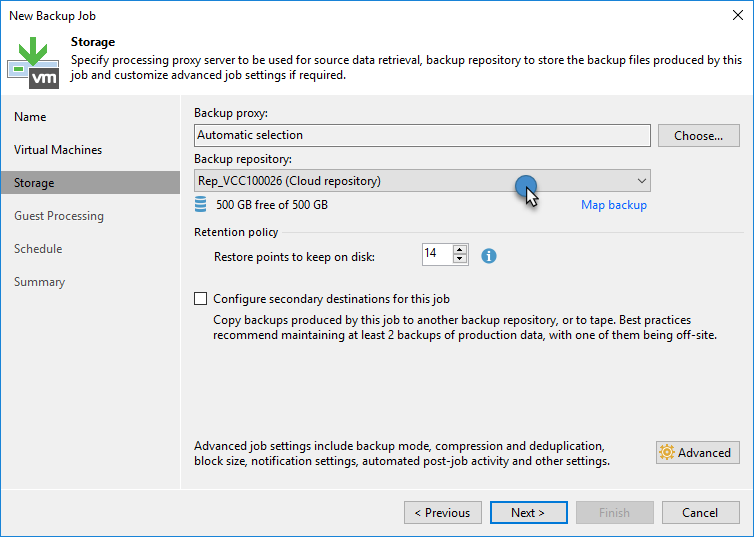 New Backup Job
Storage
Specify processing proxy server to be used for source data retrieval, backup repository to store the backup files produced by this
job and customize advanced job settings if required.
vm
Name
Virtual Machines
Storage
Guest Processing
Schedule
Summary
Backup proxy:
Automatic selection
Choose...
Backup repository:
Rep_VCC100026 (Cloud repository)
500 GB free of 500 GB
Map backup
Retention policy
Restore points to keep on disk:
14
Configure secondary destinations for this job
Copy backups produced by this job to another backup repository, or to tape. Best practices
recommend maintaining at least 2 backups of production data, with one of them being off-site.
Advanced job settings include backup mode, compression and deduplication,
block size, notification settings, automated post-job activity and other settings.
Advanced
< Previous
Next >
Finish
Cancel